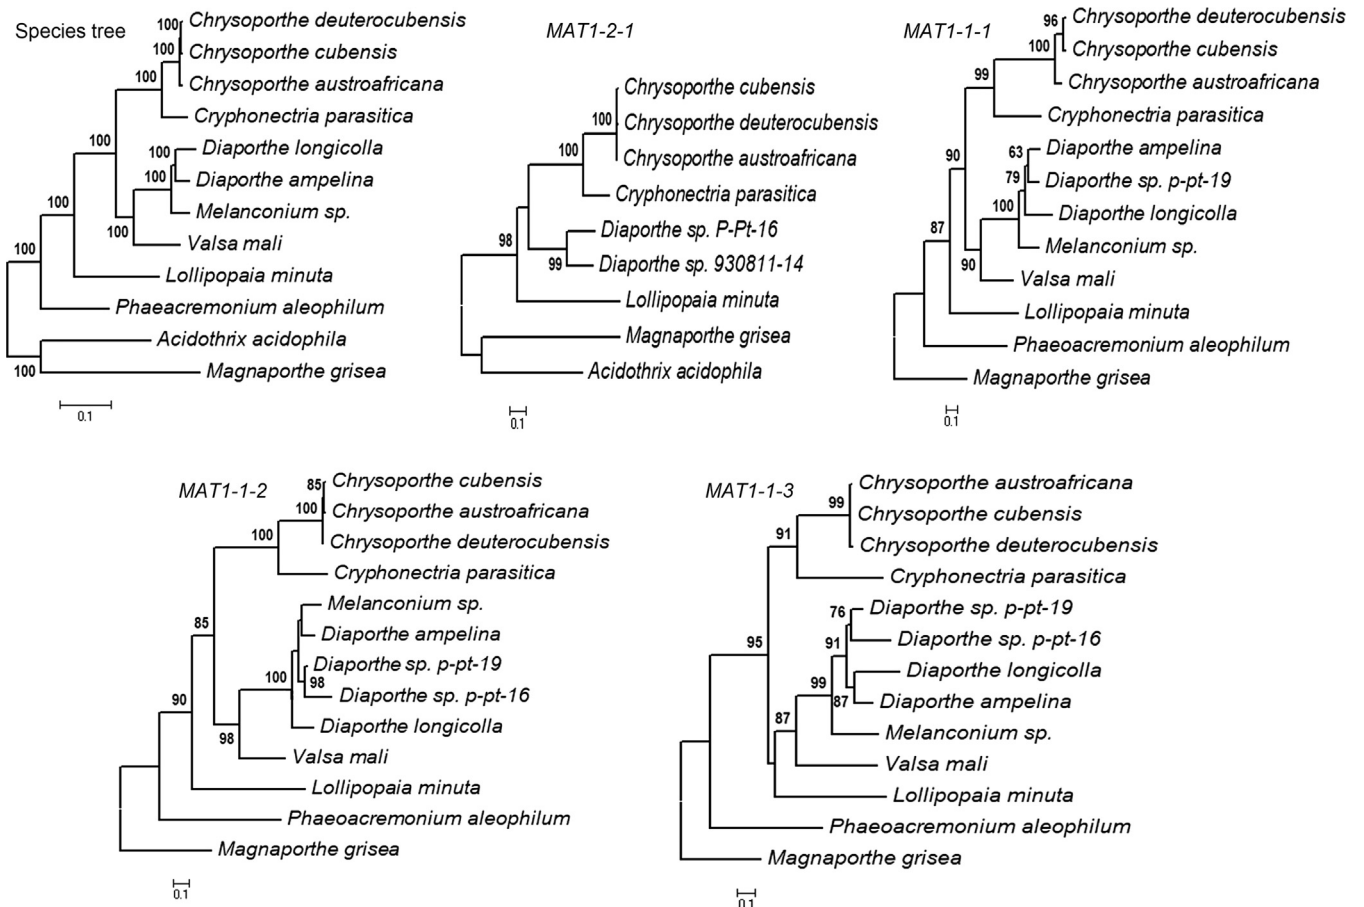 Species tree
100
Chrysoporthe deuterocubensis
100
Chrysoporthe cubensis
100
Chrysoporthe austroafricana
Cryphonectria parasitica
100
100
Diaporthe longicolla
100
Diaporthe ampelina
Melanconium sp.
100
Valsa mali
100
Lollipopaia minuta
100
Phaeacremonium aleophilum
Acidothrix acidophila
100
Magnaporthe grisea
0.1
MAT1-2-1
Chrysoporthe cubensis
100
Chrysoporthe deuterocubensis
Chrysoporthe austroafricana
100
Cryphonectria parasitica
Diaporthe sp. P-Pt-16
98
99
Diaporthe sp. 930811-14
Lollipopaia minuta
Magnaporthe grisea
Acidothrix acidophila
0.1
MAT1-1-1
96
Chrysoporthe deuterocubensis
100
Chrysoporthe cubensis
99
Chrysoporthe austroafricana
Cryphonectria parasitica
90
63
Diaporthe ampelina
79
Diaporthe sp. p-pt-19
100
Diaporthe longicolla
87
Melanconium sp.
90
Valsa mali
Lollipopaia minuta
Phaeoacremonium aleophilum
Magnaporthe grisea
0.1
MAT1-1-2
85
Chrysoporthe cubensis
100
Chrysoporthe austroafricana
100
Chrysoporthe deuterocubensis
Cryphonectria parasitica
85
Melanconium sp.
Diaporthe ampelina
Diaporthe sp. p-pt-19
100
98
Diaporthe sp. p-pt-16
90
Diaporthe longicolla
98
Valsa mali
Lollipopaia minuta
Phaeoacremonium aleophilum
Magnaporthe grisea
0.1
MAT1-1-3
Chrysoporthe austroafricana
99
Chrysoporthe cubensis
91
Chrysoporthe deuterocubensis
Cryphonectria parasitica
76
Diaporthe sp. p-pt-19
95
91
Diaporthe sp. p-pt-16
99
Diaporthe longicolla
87
Diaporthe ampelina
87
Melanconium sp.
Valsa mali
Lollipopaia minuta
Phaeoacremonium aleophilum
Magnaporthe grisea
0.1